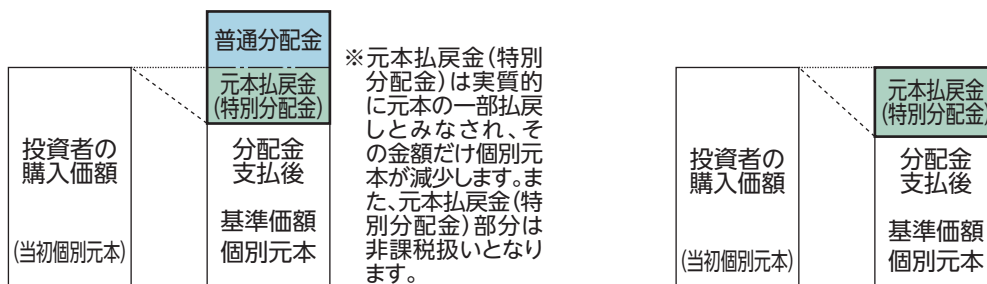 普通分配金
元本払戻金
(特別分配金)
投資者の
購入価額
(当初個別元本)
分配金
支払後
基準価額
個別元本
※元本払戻金(特別
分配金)は実質的
に元本の一部払戻
しとみなされ、そ
の金額だけ個別元
本が減少します。ま
た、元本払戻金(特
別分配金)部分は
非課税扱いとなり
ます。
投資者の
購入価額
(当初個別元本)
元本払戻金
(特別分配金)
分配金
支払後
基準価額
個別元本